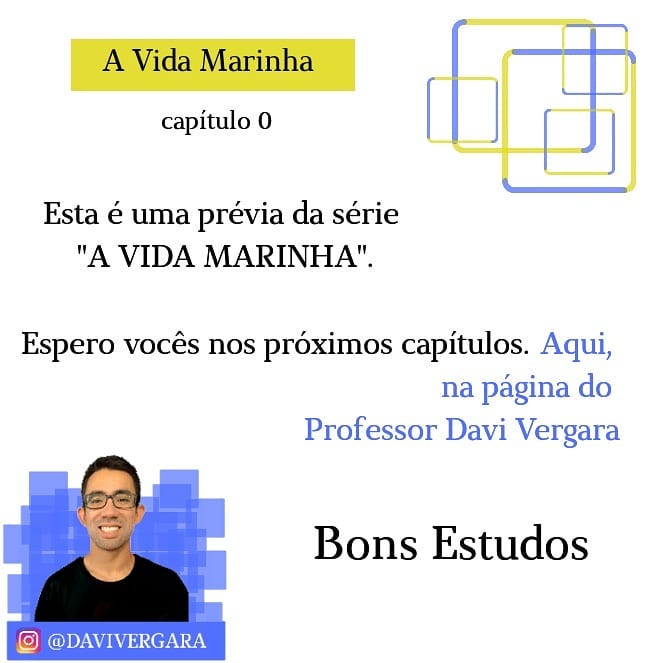 A Vida Marinha
capítulo 0
Esta é uma prévia da série
"A VIDA MARINHA".
Espero vocês nos próximos capítulos. Aqui,
na página do
Professor Davi Vergara
Bons Estudos
@DAVIVERGARA